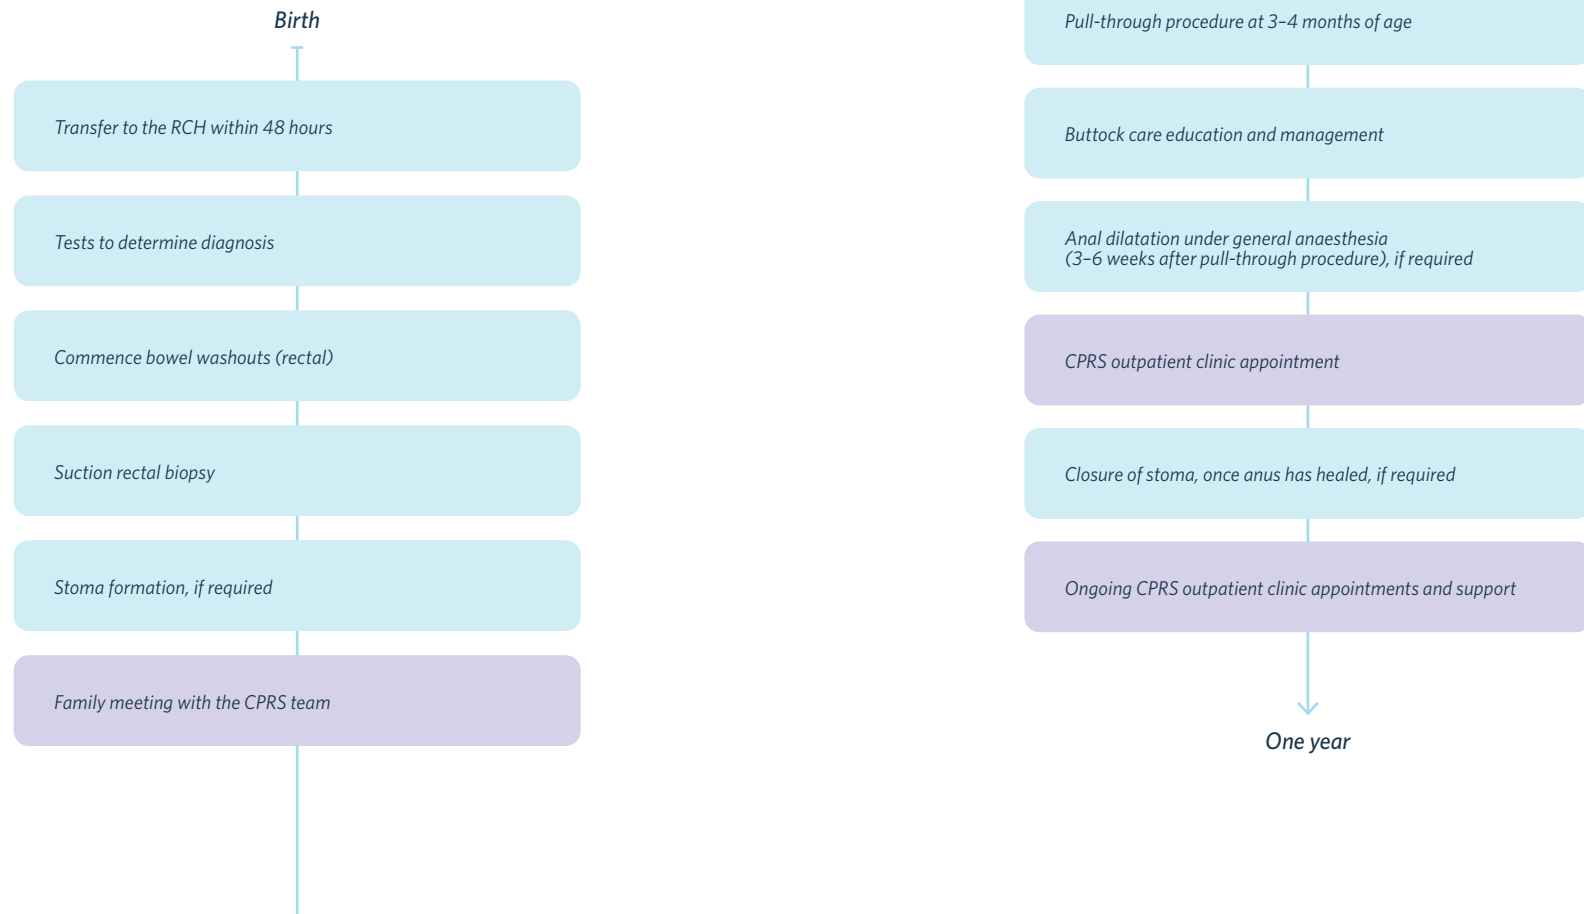 Birth
Transfer to the RCH within 48 hours
Tests to determine diagnosis
Commence bowel washouts (rectal)
Suction rectal biopsy
Stoma formation, if required
Family meeting with the CPRS team
Pull-through procedure at 3–4 months of age
Buttock care education and management
Anal dilatation under general anaesthesia
(3–6 weeks after pull-through procedure), if required
CPRS outpatient clinic appointment
Closure of stoma, once anus has healed, if required
Ongoing CPRS outpatient clinic appointments and support
One year